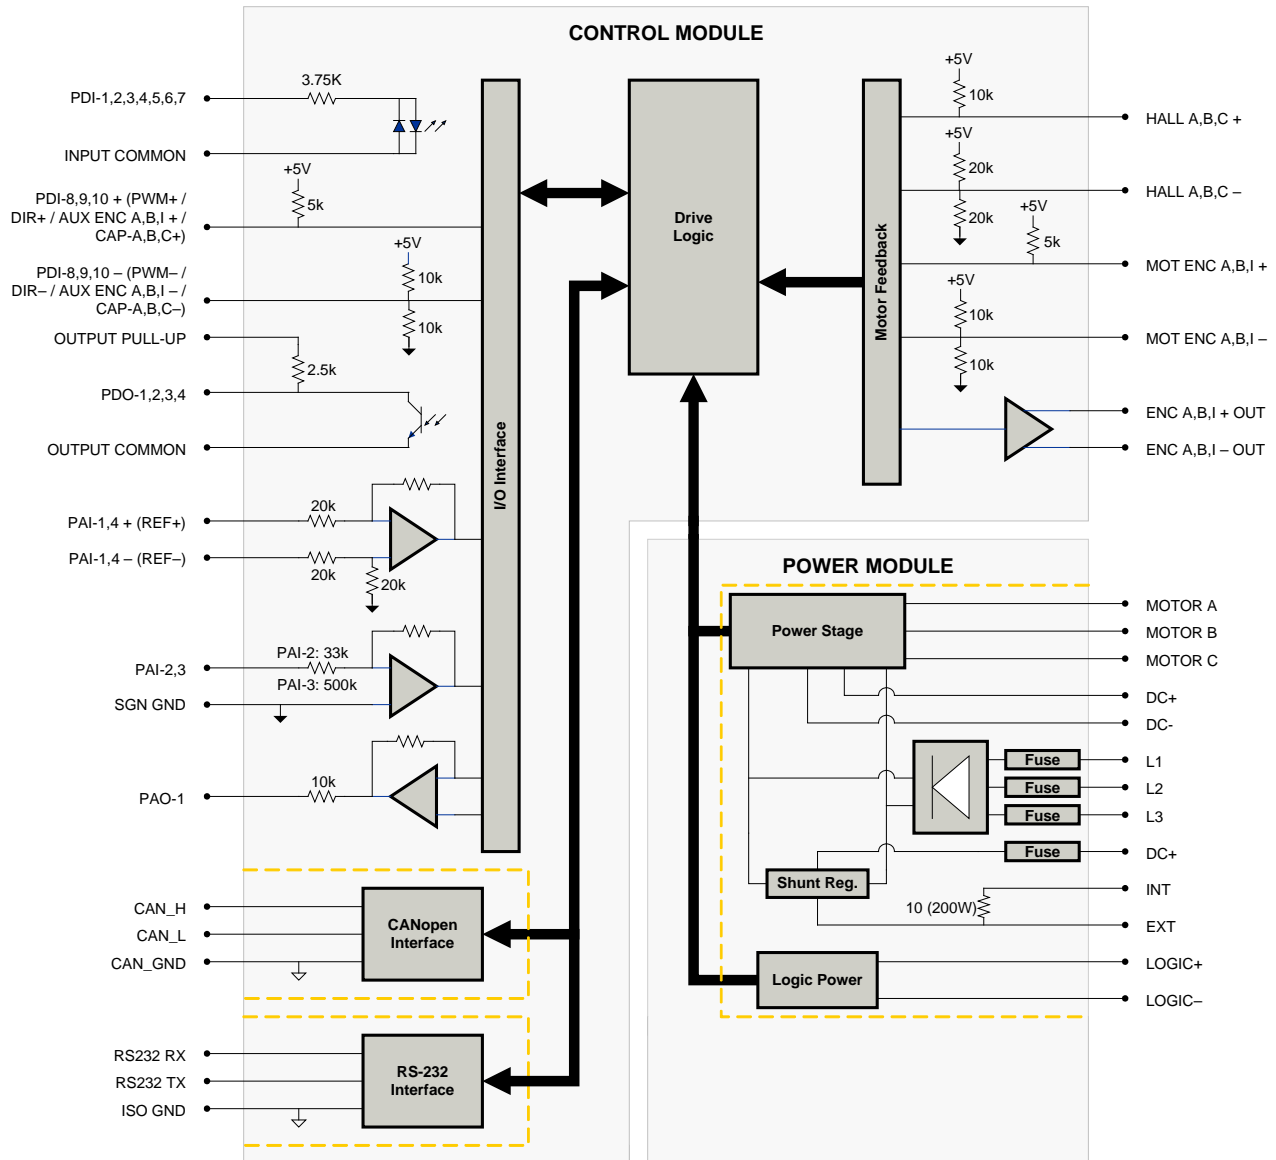 CONTROL MODULE
PDI-1,2,3,4,5,6,7
3.75K
INPUT COMMON
+5V
5k
PDI-8,9,10 + (PWM+ /
DIR+ / AUX ENC A,B,I + /
CAP-A,B,C+)
+5V
10k
10k
PDI-8,9,10 – (PWM– /
DIR– / AUX ENC A,B,I – /
CAP-A,B,C–)
OUTPUT PULL-UP
2.5k
PDO-1,2,3,4
OUTPUT COMMON
PAI-1,4 + (REF+)
20k
PAI-1,4 – (REF–)
20k
20k
PAI-2,3
PAI-2: 33k
PAI-3: 500k
SGN GND
PAO-1
10k
I/O Interface
Drive
Logic
Motor Feedback
+5V
10k
HALL A,B,C +
+5V
20k
20k
HALL A,B,C –
+5V
5k
MOT ENC A,B,I +
+5V
10k
10k
MOT ENC A,B,I –
ENC A,B,I + OUT
ENC A,B,I – OUT
CAN_H
CAN_L
CAN_GND
CANopen
Interface
RS232 RX
RS232 TX
ISO GND
RS-232
Interface
POWER MODULE
Power Stage
MOTOR A
MOTOR B
MOTOR C
DC+
DC-
Fuse
L1
Fuse
L2
Fuse
L3
Fuse
DC+
Shunt Reg.
10 (200W)
INT
EXT
Logic Power
LOGIC+
LOGIC–